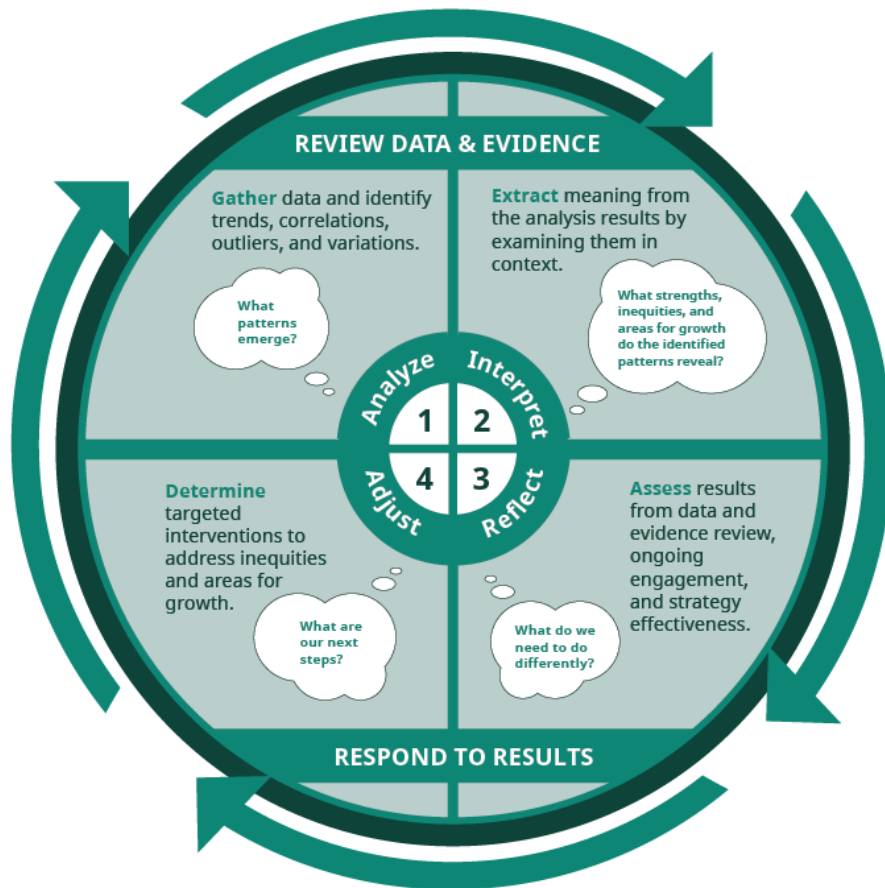 REVIEW DATA & EVIDENCE
Gather data and identify
trends, correlations,
outliers, and variations.
What
patterns
emerge?
Extract meaning from
the analysis results by
examining them in
context.
What strengths,
inequities, and
areas for growth
do the identified
patterns reveal?
Analyze
Interpret
1
2
4
3
Adjust
Reflect
Determine
targeted
interventions to
address inequities
and areas for
growth.
What are
our next
steps?
Assess results
from data and
evidence review,
ongoing
engagement,
and strategy
effectiveness.
What do we
need to do
differently?
RESPOND TO RESULTS